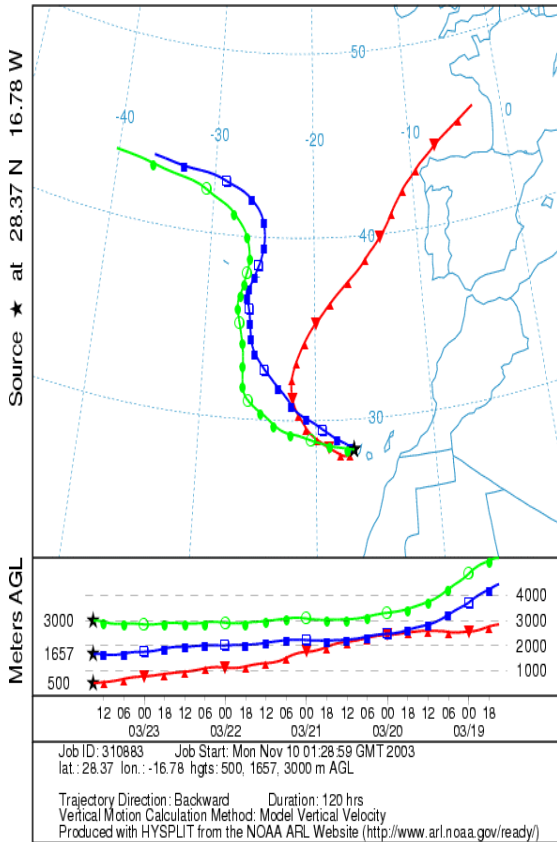 Source ★ at 28.37 N 16.78 W
50
-40
0
-30
-20
-10
40
30
Meters AGL
3000
1657
500
4000
3000
2000
1000
12 06 00 18 12 06 00 18 12 06 00 18 12 06 00 18 12 06 00 18
03/23 03/22 03/21 03/20 03/19
Job ID: 310883 Job Start: Mon Nov 10 01:28:59 GMT 2003
lat.: 28.37 lon.: -16.78 hgts: 500, 1657, 3000 m AGL
Trajectory Direction: Backward Duration: 120 hrs
Vertical Motion Calculation Method: Model Vertical Velocity
Produced with HYSPLIT from the NOAA ARL Website (http://www.arl.noaa.gov/ready/)